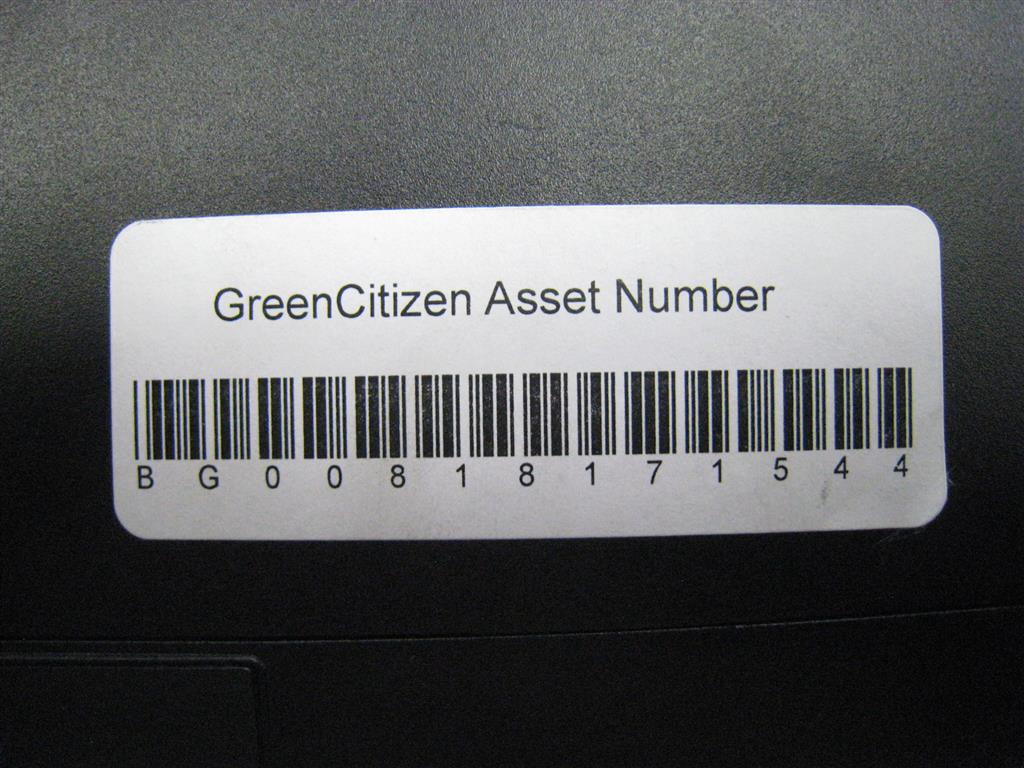 GreenCitizen Asset Number
B G 0 0 8 1 8 1 7 1 5 4 4